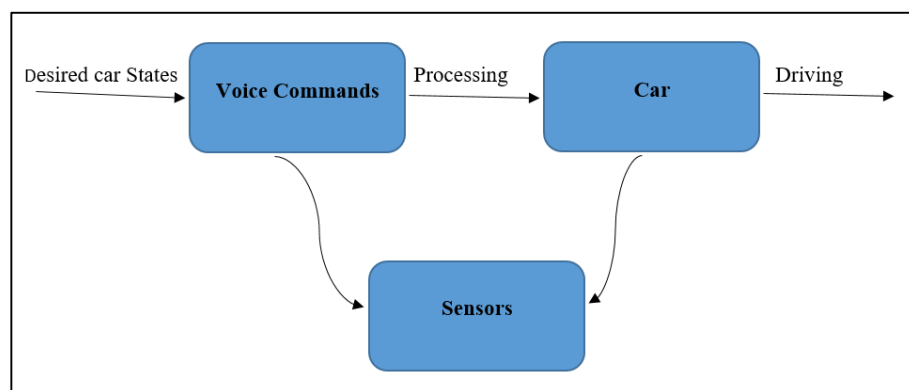 Desired car States
Voice Commands
Processing
Car
Driving
Sensors